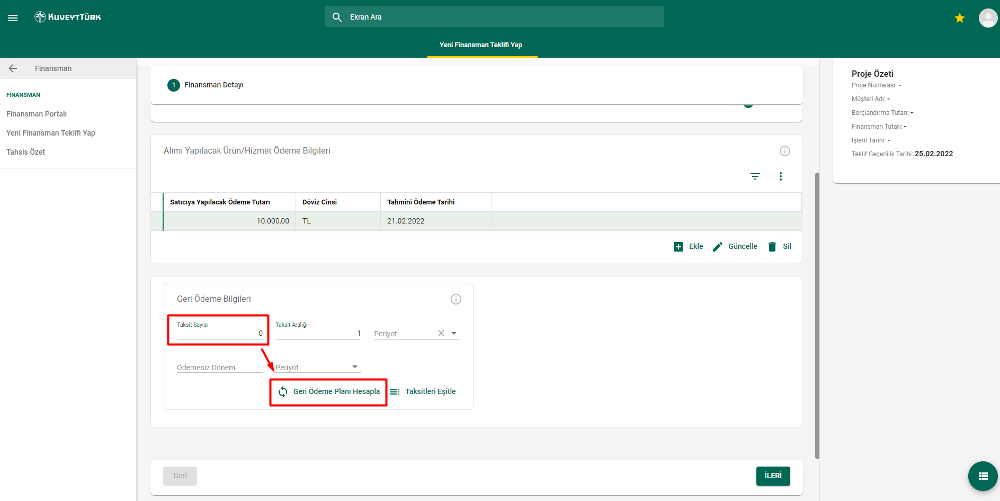 KUVEYTTÜRK
Ekran Ara
Yeni Finansman Teklifi Yap
Finansman
FİNANSMAN
Finansman Portalı
Yeni Finansman Teklifi Yap
Tahsis Özet
1 Finansman Detayı
Alımı Yapılacak Ürün/Hizmet Ödeme Bilgileri
Satıcıya Yapılacak Ödeme Tutarı Döviz Cinsi Tahmini Ödeme Tarihi
10.000,00 TL 21.02.2022
Ekle Güncelle Sil
Geri Ödeme Bilgileri
Taksit Sayısı Taksit Aralığı
0 1 Periyot
Ödemesiz Dönem Periyot
Geri Ödeme Planı Hesapla Taksitleri Eşitle
Geri İLERİ
Proje Özeti
Proje Numarası: -
Müşteri Adı: -
Borçlandırma Tutarı: -
Finansman Tutarı: -
İşlem Tarihi: -
Teklif Geçerlilik Tarihi: 25.02.2022